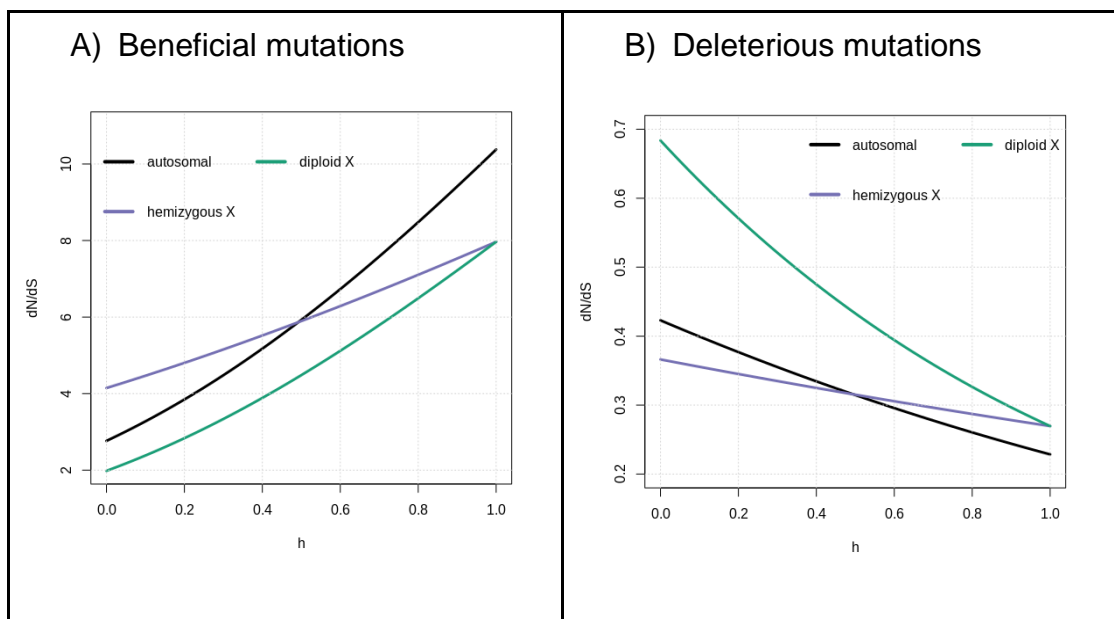 A) Beneficial mutations
autosomal
diploid X
hemizygous X
dN/dS
2
4
6
8
10
0.0
0.2
0.4
0.6
0.8
1.0
h
B) Deleterious mutations
autosomal
diploid X
hemizygous X
dN/dS
0.2
0.3
0.4
0.5
0.6
0.7
0.0
0.2
0.4
0.6
0.8
1.0
h